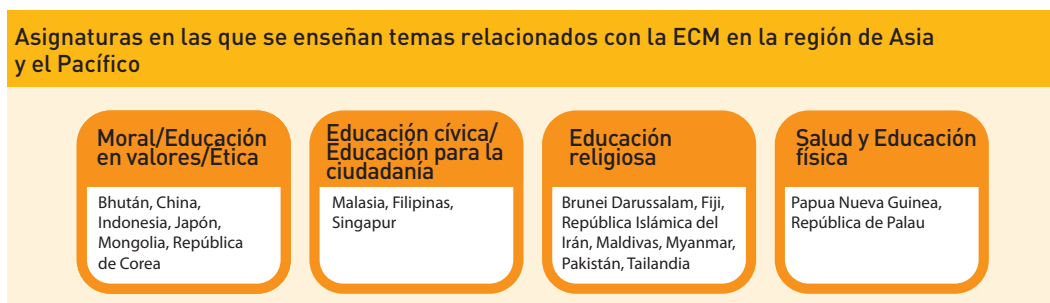 Asignaturas en las que se enseñan temas relacionados con la ECM en la región de Asia
y el Pacífico
Moral/Educación
en valores/Ética
Bhután, China,
Indonesia, Japón,
Mongolia, República
de Corea
Educación cívica/
Educación para la
ciudadanía
Malasia, Filipinas,
Singapur
Educación
religiosa
Brunei Darussalam, Fiji,
República Islámica del
Irán, Maldivas, Myanmar,
Pakistán, Tailandia
Salud y Educación
física
Papua Nueva Guinea,
República de Palau